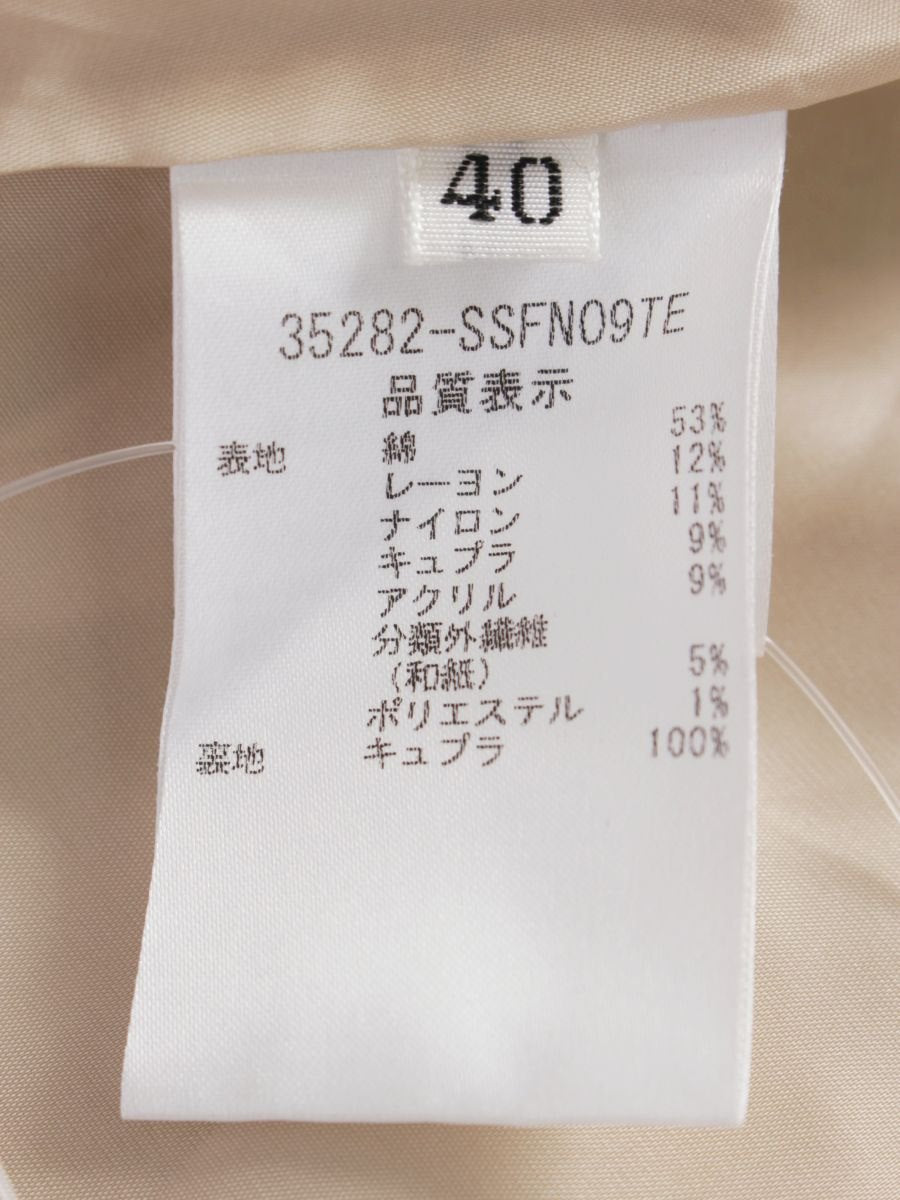 40
35282-SSFN09TE
品質表示
表地 綿 53%
レーヨン 12%
ナイロン 11%
キュプラ 9%
アクリル 9%
分類外繊維
(和紙) 5%
ポリエステル 1%
裏地 キュプラ 100%